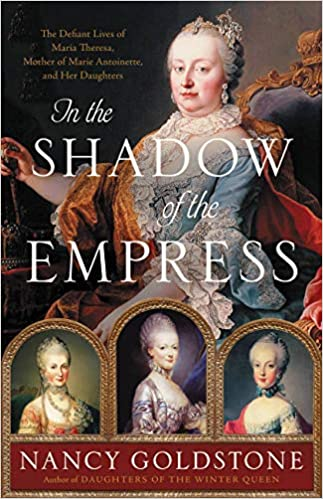 The Defiant Lives of
Maria Theresa,
Mother of Marie Antoinette,
and Her Daughters
In the
SHADOW
of the
EMPRESS
NANCY GOLDSTONE
Author of DAUGHTERS OF THE WINTER QUEEN